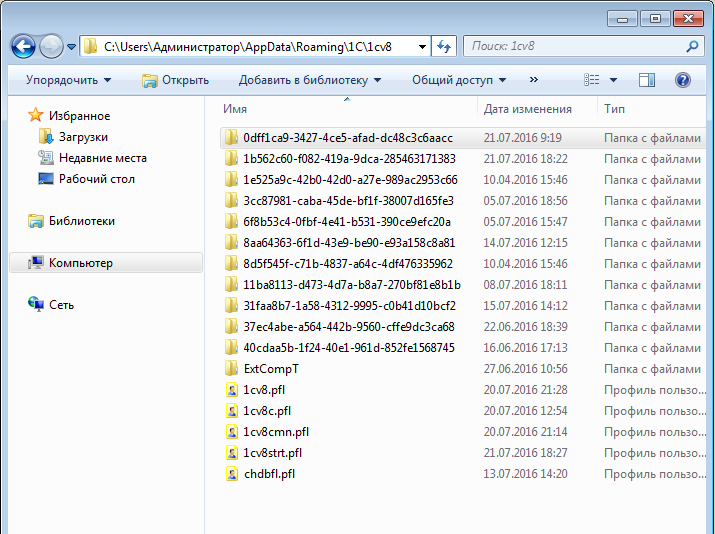 C:\Users\Администратор\AppData\Roaming\1C\1cv8
Поиск: 1cv8
Упорядочить Открыть Добавить в библиотеку Общий доступ »
Избранное
Загрузки
Недавние места
Рабочий стол
Библиотеки
Компьютер
Сеть
Имя Дата изменения Тип
0dff1ca9-3427-4ce5-afad-dc48c3c6aacc 21.07.2016 9:19 Папка с файлами
1b562c60-f082-419a-9dca-285463171383 21.07.2016 18:22 Папка с файлами
1e525a9c-42b0-42d0-a27e-989ac2953c66 10.04.2016 15:46 Папка с файлами
3cc87981-caba-45de-bf1f-38007d165fe3 05.07.2016 18:56 Папка с файлами
6f8b53c4-0fbf-4e41-b531-390ce9efc20a 05.07.2016 15:47 Папка с файлами
8aa64363-6f1d-43e9-be90-e93a158c8a81 14.07.2016 12:15 Папка с файлами
8d5f545f-c71b-4837-a64c-4df476335962 10.04.2016 15:46 Папка с файлами
11ba8113-d473-4d7a-b8a7-270bf81e8b1b 08.07.2016 18:11 Папка с файлами
31faa8b7-1a58-4312-9995-c0b41d10bcf2 15.07.2016 14:12 Папка с файлами
37ec4abe-a564-442b-9560-cffe9dc3ca68 22.06.2016 18:39 Папка с файлами
40cdaa5b-1f24-40e1-961d-852fe1568745 16.06.2016 17:13 Папка с файлами
ExtCompT 27.06.2016 10:56 Папка с файлами
1cv8.pfl 20.07.2016 21:28 Профиль пользо...
1cv8c.pfl 20.07.2016 12:54 Профиль пользо...
1cv8cmn.pfl 20.07.2016 21:14 Профиль пользо...
1cv8strt.pfl 21.07.2016 18:27 Профиль пользо...
chdbfl.pfl 13.07.2016 14:20 Профиль пользо...